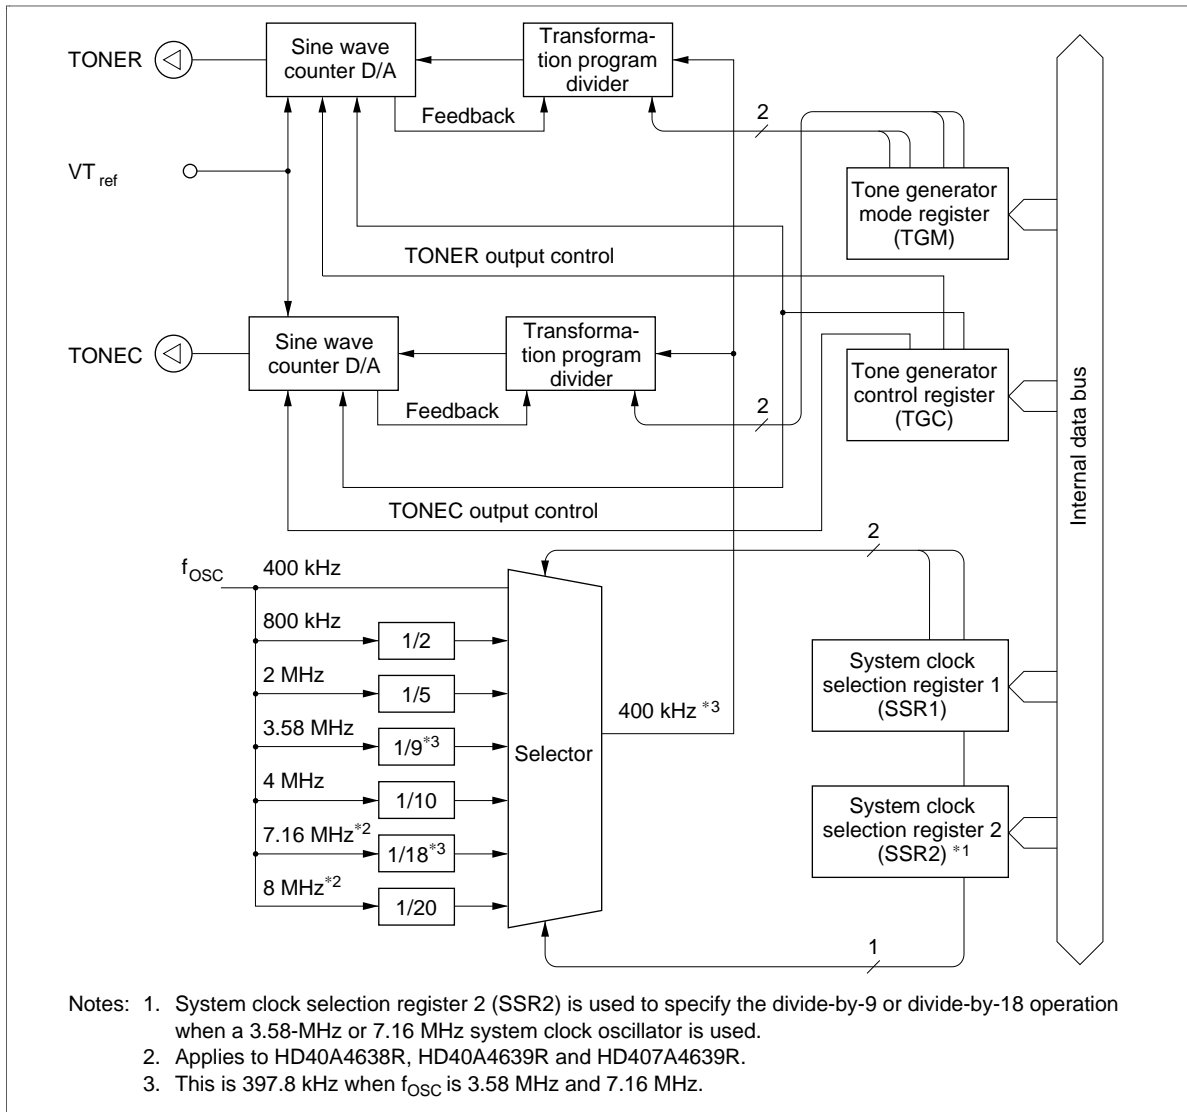 TONER
Sine wave
counter D/A
Transforma-
tion program
divider
Feedback
2
VT ref
Tone generator
mode register
(TGM)
TONER output control
TONEC
Sine wave
counter D/A
Transforma-
tion program
divider
Feedback
2
Tone generator
control register
(TGC)
TONEC output control
Internal data bus
fOSC
400 kHz
2
800 kHz
1/2
2 MHz
1/5
3.58 MHz
1/9*3
4 MHz
1/10
7.16 MHz*2
1/18*3
8 MHz*2
1/20
Selector
400 kHz *3
System clock
selection register 1
(SSR1)
System clock
selection register 2
(SSR2) *1
1
Notes: 1. System clock selection register 2 (SSR2) is used to specify the divide-by-9 or divide-by-18 operation
when a 3.58-MHz or 7.16 MHz system clock oscillator is used.
2. Applies to HD40A4638R, HD40A4639R and HD407A4639R.
3. This is 397.8 kHz when fOSC is 3.58 MHz and 7.16 MHz.